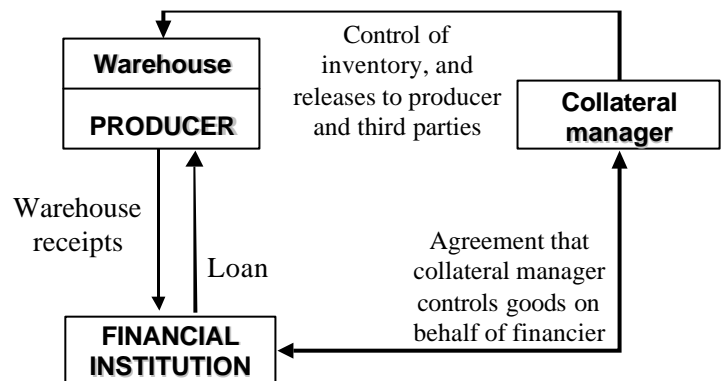 Warehouse
PRODUCER
Control of
inventory, and
releases to producer
and third parties
Collateral
manager
Warehouse
receipts
Loan
Agreement that
collateral manager
controls goods on
behalf of financier
FINANCIAL
INSTITUTION